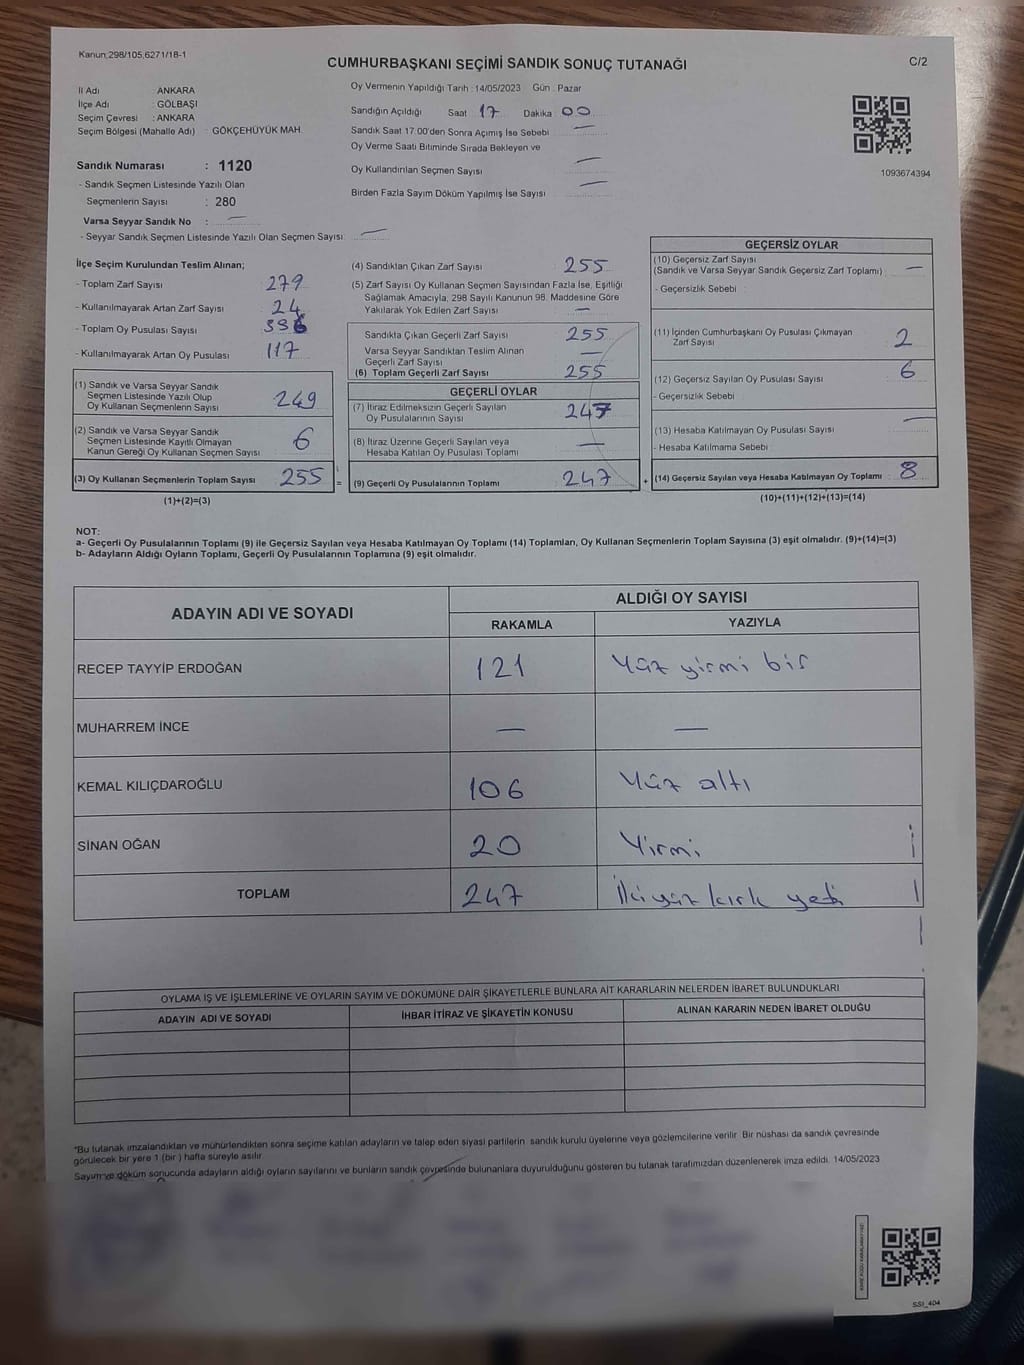 Kanun;298/105;6271/18-1
CUMHURBAŞKANI SEÇİMİ SANDIK SONUÇ TUTANAĞI
C/2
İl Adı : ANKARA
İlçe Adı : GÖLBAŞI
Seçim Çevresi : ANKARA
Seçim Bölgesi (Mahalle Adı) : GÖKÇEHÜYÜK MAH.
Sandık Numarası : 1120
- Sandık Seçmen Listesinde Yazılı Olan
Seçmenlerin Sayısı : 280
Varsa Seyyar Sandık No : —
- Seyyar Sandık Seçmen Listesinde Yazılı Olan Seçmen Sayısı: —
Oy Vermenin Yapıldığı Tarih : 14/05/2023 Gün : Pazar
Sandığın Açıldığı Saat 17 Dakika 00
Sandık Saat 17.00'den Sonra Açımış İse Sebebi —
Oy Verme Saati Bitiminde Sırada Bekleyen ve
Oy Kullandırılan Seçmen Sayısı —
Birden Fazla Sayım Döküm Yapılmış İse Sayısı —
1093674394
İlçe Seçim Kurulundan Teslim Alınan;
- Toplam Zarf Sayısı 279
- Kullanılmayarak Artan Zarf Sayısı 24
- Toplam Oy Pusulası Sayısı
- Kullanılmayarak Artan Oy Pusulası 117
(1) Sandık ve Varsa Seyyar Sandık
Seçmen Listesinde Yazılı Olup
Oy Kullanan Seçmenlerin Sayısı 249
(2) Sandık ve Varsa Seyyar Sandık
Seçmen Listesinde Kayıtlı Olmayan
Kanun Gereği Oy Kullanan Seçmen Sayısı 6
(3) Oy Kullanan Seçmenlerin Toplam Sayısı 255
(1)+(2)=(3)
(4) Sandıktan Çıkan Zarf Sayısı 255
(5) Zarf Sayısı Oy Kullanan Seçmen Sayısından Fazla İse, Eşitliği
Sağlamak Amacıyla, 298 Sayılı Kanunun 98. Maddesine Göre
Yakılarak Yok Edilen Zarf Sayısı —
Sandıkta Çıkan Geçerli Zarf Sayısı 255
Varsa Seyyar Sandıktan Teslim Alınan
Geçerli Zarf Sayısı —
(6) Toplam Geçerli Zarf Sayısı 255
GEÇERLİ OYLAR
(7) İtiraz Edilmeksizin Geçerli Sayılan
Oy Pusulalarının Sayısı 247
(8) İtiraz Üzerine Geçerli Sayılan veya
Hesaba Katılan Oy Pusulası Toplamı —
= (9) Geçerli Oy Pusulalarının Toplamı 247 +
GEÇERSİZ OYLAR
(10) Geçersiz Zarf Sayısı
(Sandık ve Varsa Seyyar Sandık Geçersiz Zarf Toplamı) —
- Geçersizlik Sebebi :
(11) İçinden Cumhurbaşkanı Oy Pusulası Çıkmayan
Zarf Sayısı 2
(12) Geçersiz Sayılan Oy Pusulası Sayısı 6
- Geçersizlik Sebebi
(13) Hesaba Katılmayan Oy Pusulası Sayısı —
- Hesaba Katılmama Sebebi :
(14) Geçersiz Sayılan veya Hesaba Katılmayan Oy Toplamı : 8
(10)+(11)+(12)+(13)=(14)
NOT:
a- Geçerli Oy Pusulalarının Toplamı (9) ile Geçersiz Sayılan veya Hesaba Katılmayan Oy Toplamı (14) Toplamları, Oy Kullanan Seçmenlerin Toplam Sayısına (3) eşit olmalıdır. (9)+(14)=(3)
b- Adayların Aldığı Oyların Toplamı, Geçerli Oy Pusulalarının Toplamına (9) eşit olmalıdır.
ADAYIN ADI VE SOYADI
ALDIĞI OY SAYISI
RAKAMLA YAZIYLA
RECEP TAYYİP ERDOĞAN 121 Yüz yirmi bir
MUHARREM İNCE — —
KEMAL KILIÇDAROĞLU 106 Yüz altı
SİNAN OĞAN 20 Yirmi
TOPLAM 247 İkiyüz kırk yedi
OYLAMA İŞ VE İŞLEMLERİNE VE OYLARIN SAYIM VE DÖKÜMÜNE DAİR ŞİKAYETLERLE BUNLARA AİT KARARLARIN NELERDEN İBARET BULUNDUKLARI
ADAYIN ADI VE SOYADI İHBAR İTİRAZ VE ŞİKAYETİN KONUSU ALINAN KARARIN NEDEN İBARET OLDUĞU
*Bu tutanak imzalandıktan ve mühürlendikten sonra seçime katılan adayların ve talep eden siyasi partilerin sandık kurulu üyelerine veya gözlemcilerine verilir. Bir nüshası da sandık çevresinde
görülecek bir yere 1 (bir) hafta süreyle asılır.
Sayım ve döküm sonucunda adayların aldığı oyların sayılarını ve bunların sandık çevresinde bulunanlara duyurulduğunu gösteren bu tutanak tarafımızdan düzenlenerek imza edildi. 14/05/2023
SSI_404